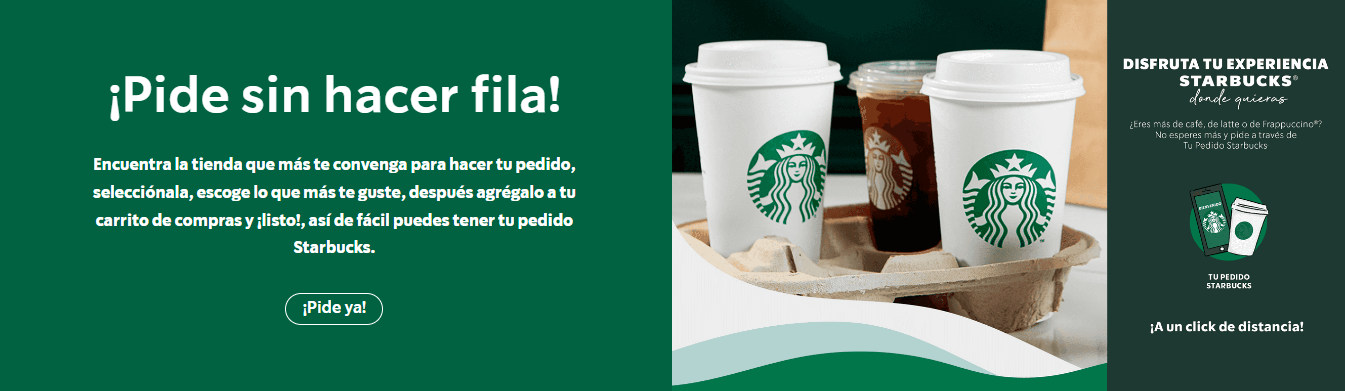 ¡Pide sin hacer fila!
Encuentra la tienda que más te convenga para hacer tu pedido,
selecciónala, escoge lo que más te guste, después agrégalo a tu
carrito de compras y ¡listo!, así de fácil puedes tener tu pedido
Starbucks.
¡Pide ya!
DISFRUTA TU EXPERIENCIA
STARBUCKS®
donde quieras
¿Eres más de café, de latte o de Frappuccino®?
No esperes más y pide a través de
Tu Pedido Starbucks
BIENVENIDO
TU PEDIDO
STARBUCKS
¡A un click de distancia!